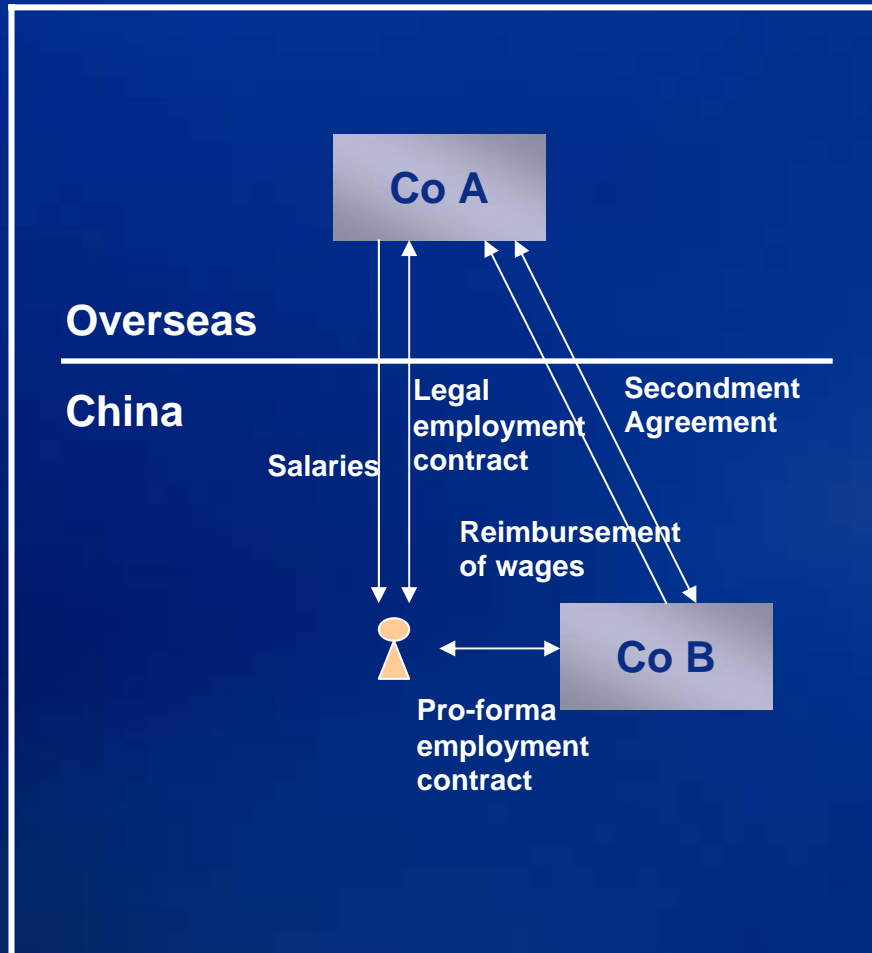 Co A
Overseas
China
Legal
employment
contract
Secondment
Agreement
Salaries
Reimbursement
of wages
Co B
Pro-forma
employment
contract